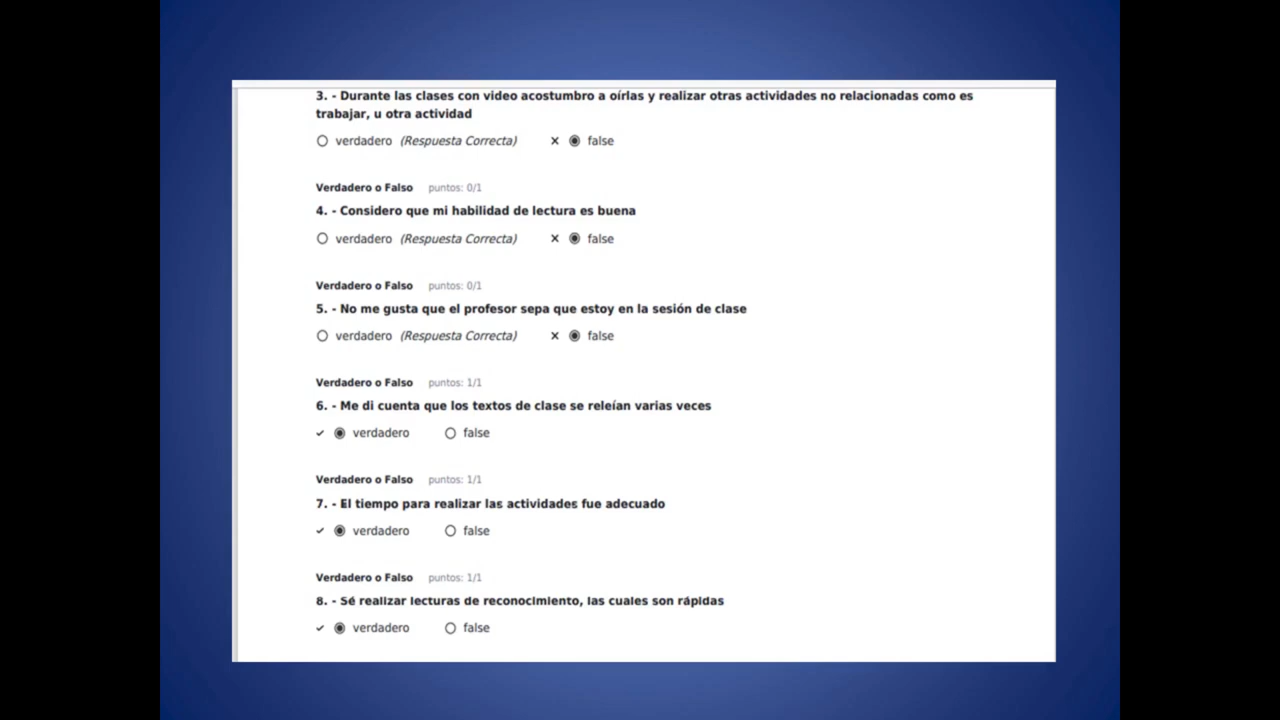 3. - Durante las clases con video acostumbro a oírlas y realizar otras actividades no relacionadas como es
trabajar, u otra actividad
verdadero (Respuesta Correcta) false
Verdadero o Falso puntos: 0/1
4. - Considero que mi habilidad de lectura es buena
verdadero (Respuesta Correcta) false
Verdadero o Falso puntos: 0/1
5. - No me gusta que el profesor sepa que estoy en la sesión de clase
verdadero (Respuesta Correcta) false
Verdadero o Falso puntos: 1/1
6. - Me di cuenta que los textos de clase se releían varias veces
verdadero false
Verdadero o Falso puntos: 1/1
7. - El tiempo para realizar las actividades fue adecuado
verdadero false
Verdadero o Falso puntos: 1/1
8. - Sé realizar lecturas de reconocimiento, las cuales son rápidas
verdadero false